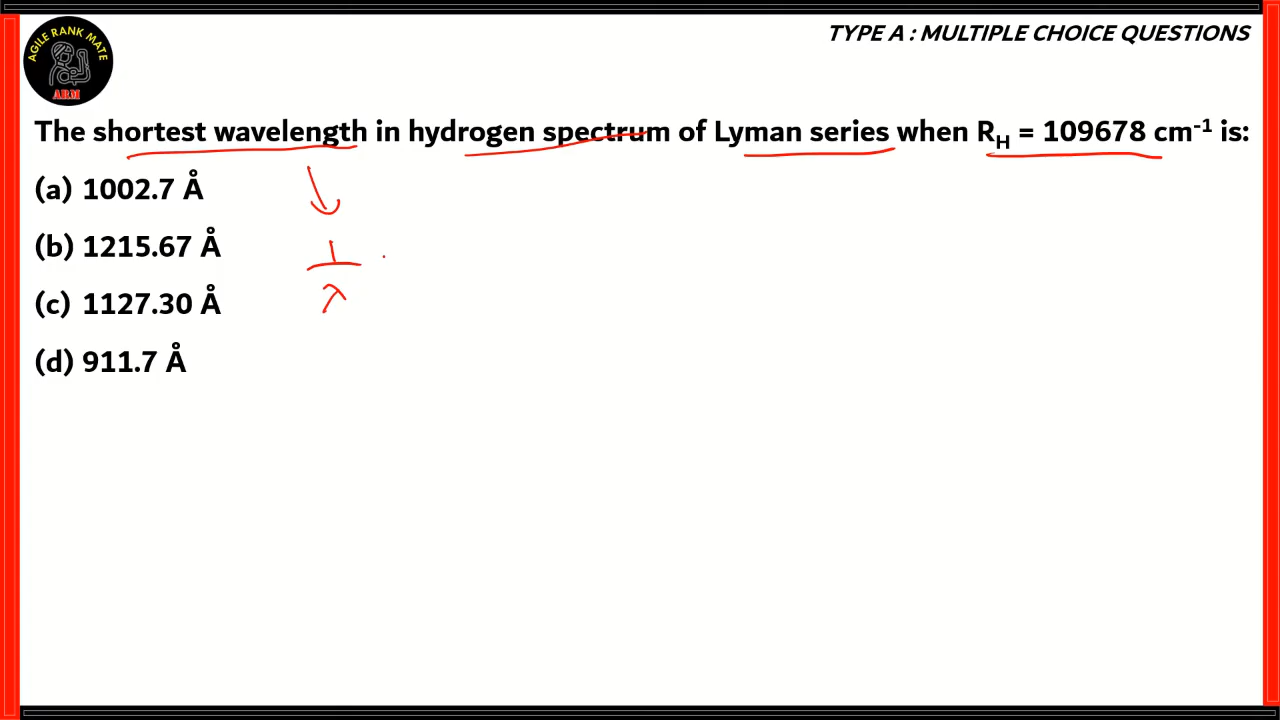 AGILE RANK MATE
ARM
TYPE A : MULTIPLE CHOICE QUESTIONS
The shortest wavelength in hydrogen spectrum of Lyman series when R_H = 109678 cm⁻¹ is:
(a) 1002.7 Å
(b) 1215.67 Å
(c) 1127.30 Å
(d) 911.7 Å
1
λ